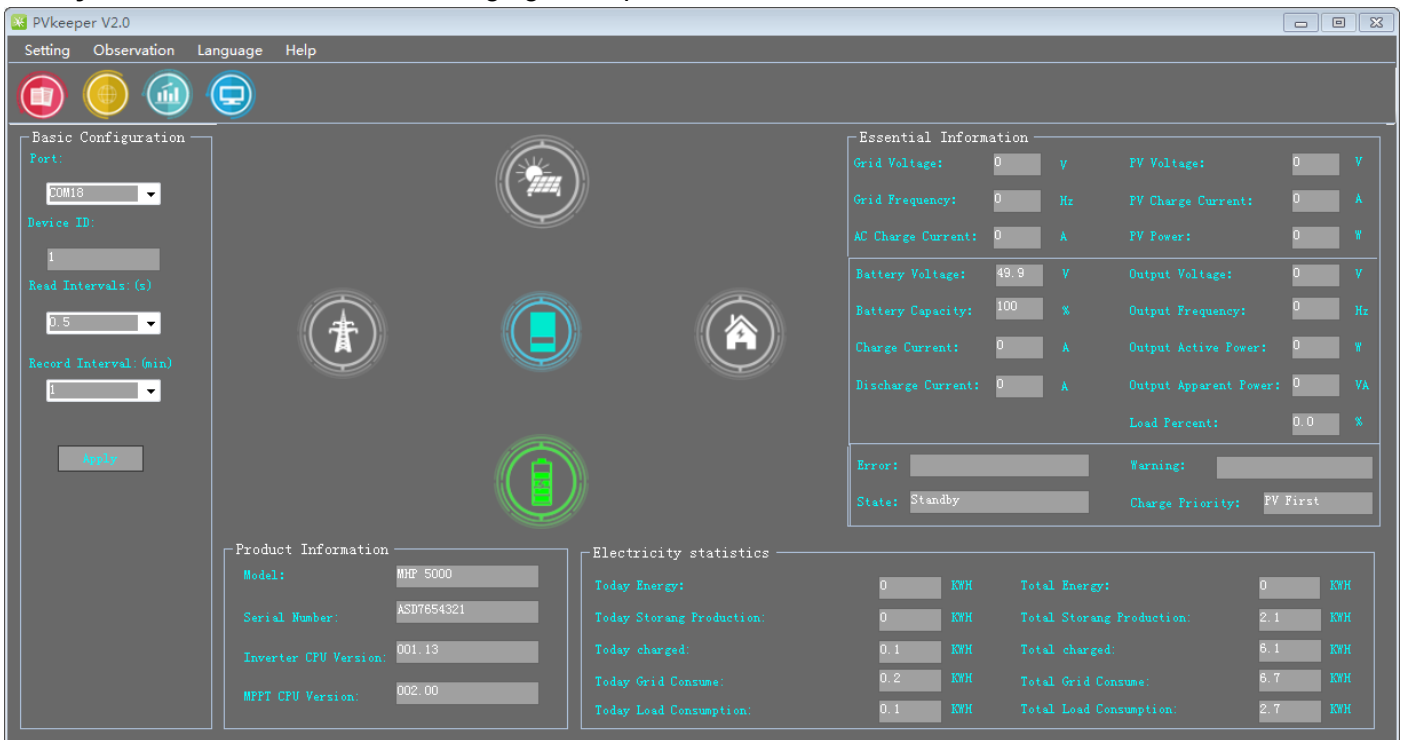 PVkeeper V2.0
Setting Observation Language Help
Basic Configuration
Port:
COM18
Device ID:
1
Read Intervals:(s)
0.5
Record Interval:(min)
1
Apply
Essential Information
Grid Voltage: 0 V PV Voltage: 0 V
Grid Frequency: 0 Hz PV Charge Current: 0 A
AC Charge Current: 0 A PV Power: 0 W
Battery Voltage: 49.9 V Output Voltage: 0 V
Battery Capacity: 100 % Output Frequency: 0 Hz
Charge Current: 0 A Output Active Power: 0 W
Discharge Current: 0 A Output Apparent Power: 0 VA
Load Percent: 0.0 %
Error: Warning:
State: Standby Charge Priority: PV First
Product Information
Model: MHP 5000
Serial Number: ASD7654321
Inverter CPU Version: 001.13
MPPT CPU Version: 002.00
Electricity statistics
Today Energy: 0 KWH Total Energy: 0 KWH
Today Storang Production: 0 KWH Total Storang Production: 2.1 KWH
Today charged: 0.1 KWH Total charged: 6.1 KWH
Today Grid Consume: 0.2 KWH Total Grid Consume: 6.7 KWH
Today Load Consumption: 0.1 KWH Total Load Consumption: 2.7 KWH